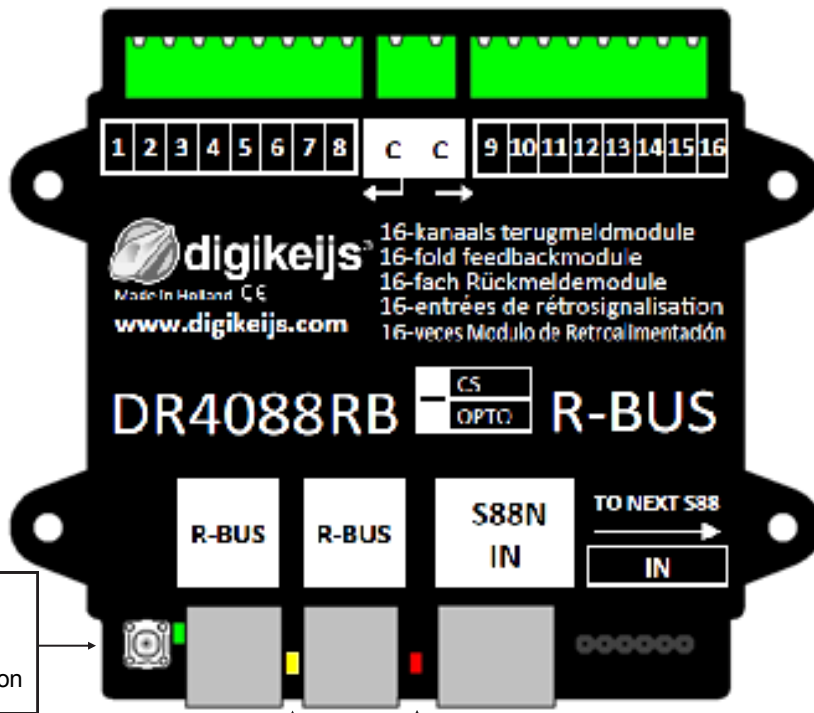 1 2 3 4 5 6 7 8 C C 9 10 11 12 13 14 15 16
digikeijs®
Made in Holland CE
www.digikeijs.com
16-kanaals terugmeldmodule
16-fold feedbackmodule
16-fach Rückmeldemodule
16-entrées de rétrosignalisation
16-veces Modulo de Retroalimentación
DR4088RB
CS
OPTO
R-BUS
R-BUS
R-BUS
S88N
IN
TO NEXT S88
IN
on